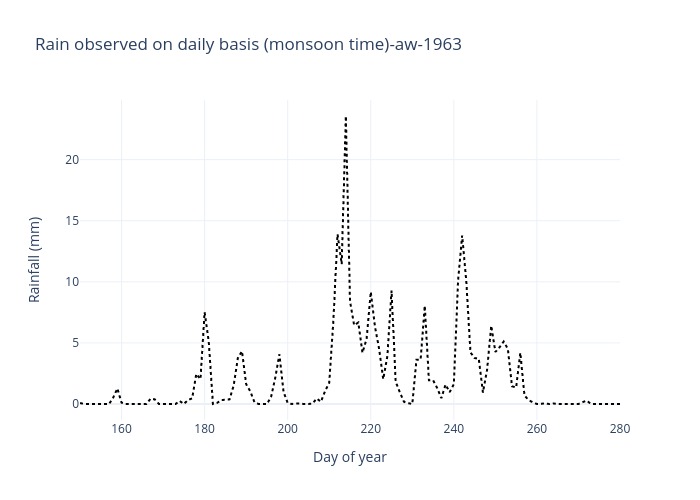 Rain observed on daily basis (monsoon time)-aw-1963
20
15
10
5
0
Rainfall (mm)
160 180 200 220 240 260 280
Day of year